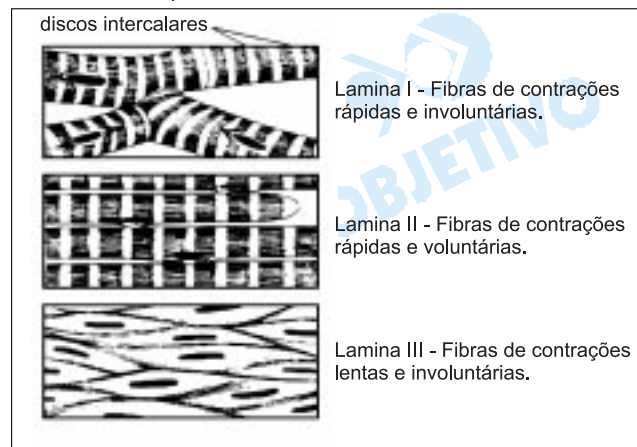 discos intercalares
Lamina I - Fibras de contrações
rápidas e involuntárias.
OBJETIVO
Lamina II - Fibras de contrações
rápidas e voluntárias.
Lamina III - Fibras de contrações
lentas e involuntárias.